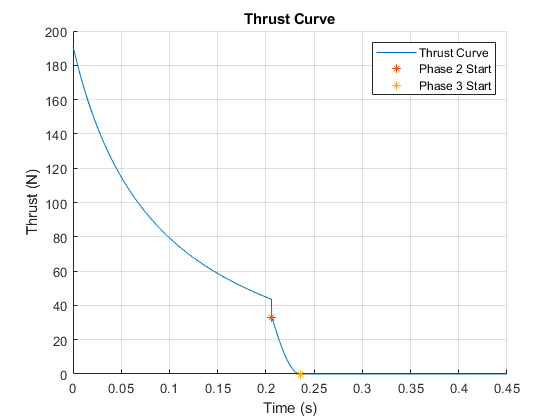 Thrust Curve
Thrust Curve
Phase 2 Start
Phase 3 Start
200
180
160
140
120
100
80
60
40
20
0
Thrust (N)
0 0.05 0.1 0.15 0.2 0.25 0.3 0.35 0.4 0.45
Time (s)